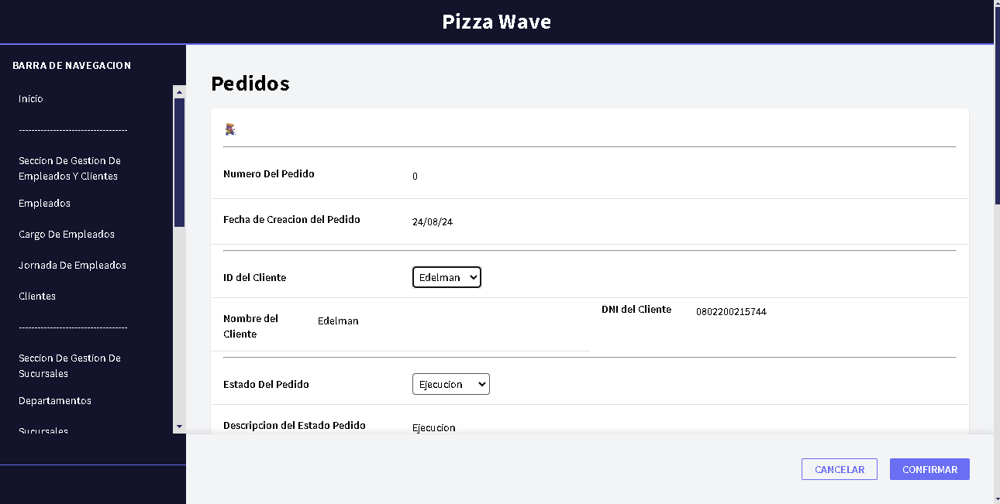 Pizza Wave
BARRA DE NAVEGACION
Inicio
-----------------------------------
Seccion De Gestion De
Empleados Y Clientes
Empleados
Cargo De Empleados
Jornada De Empleados
Clientes
-----------------------------------
Seccion De Gestion De
Sucursales
Departamentos
Sucursales
Pedidos
Numero Del Pedido 0
Fecha de Creacion del Pedido 24/08/24
ID del Cliente Edelman
Nombre del
Cliente
Edelman
DNI del Cliente 0802200215744
Estado Del Pedido Ejecucion
Descripcion del Estado Pedido Ejecucion
CANCELAR
CONFIRMAR